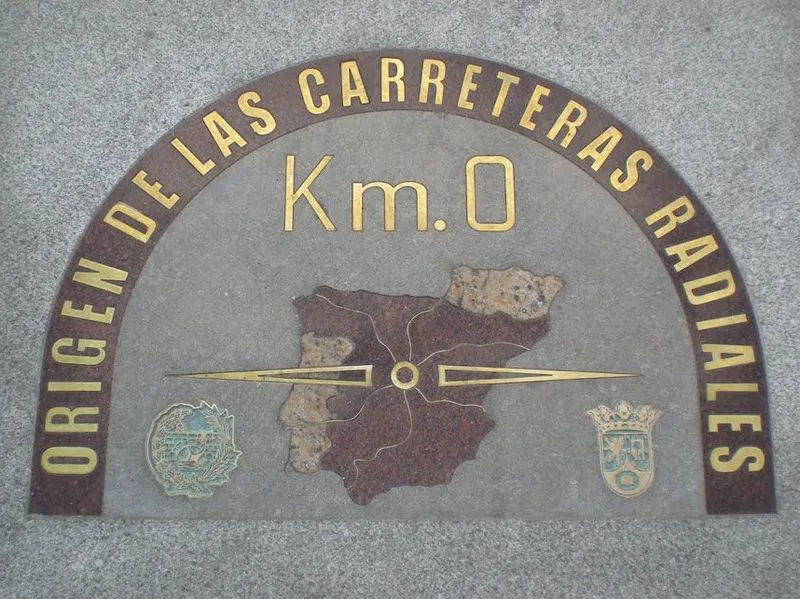 ORIGEN DE LAS CARRETERAS RADIALES
Km.0